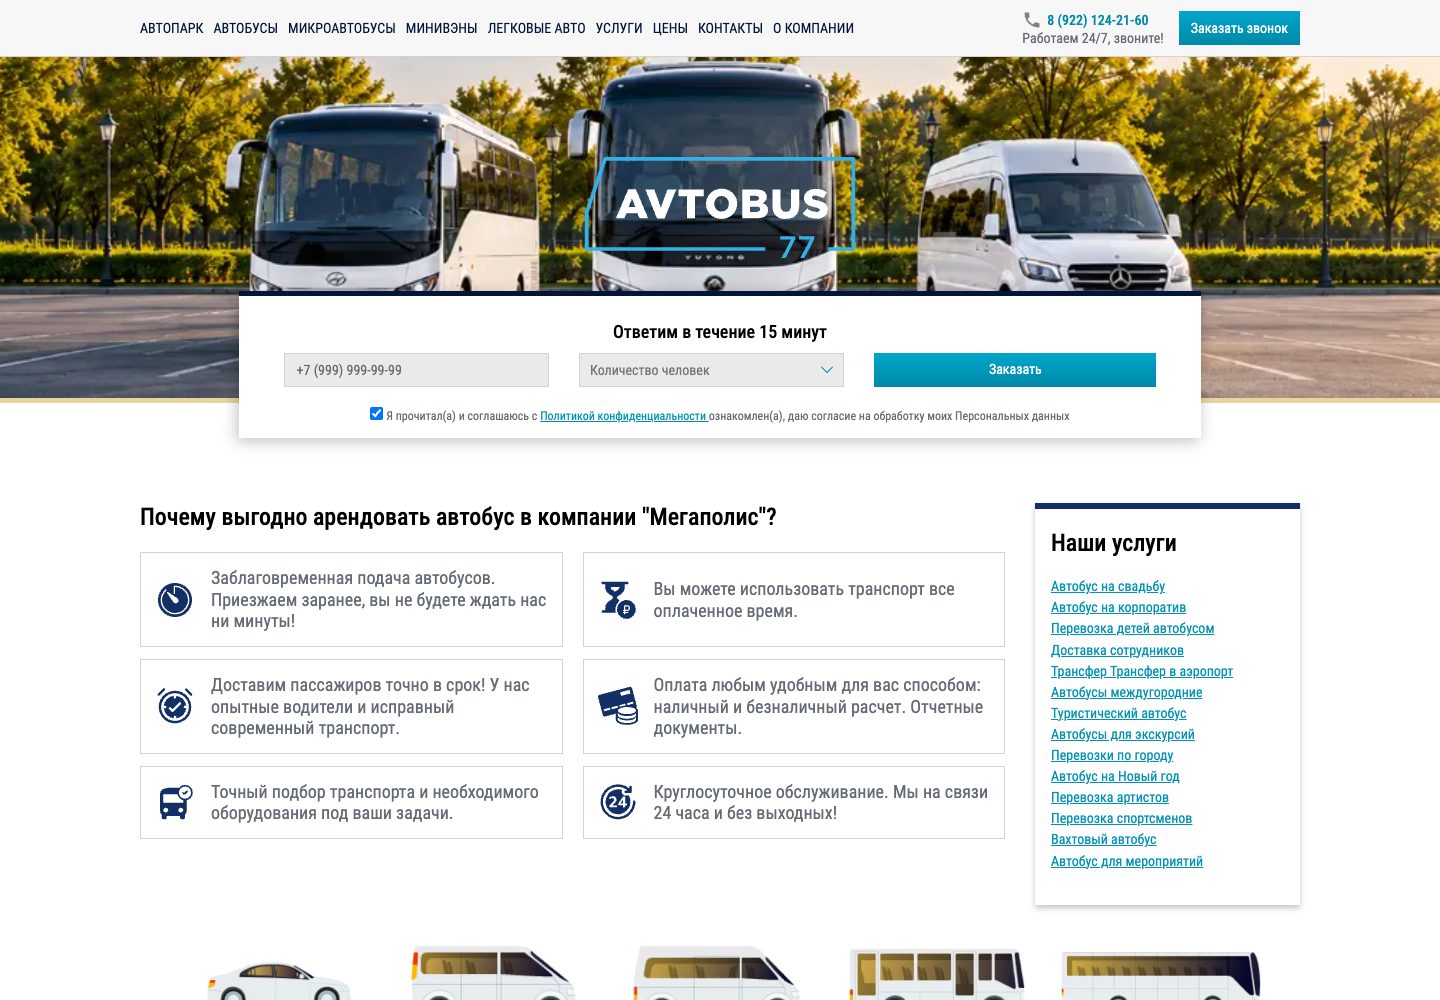 АВТОПАРК АВТОБУСЫ МИКРОАВТОБУСЫ МИНИВЭНЫ ЛЕГКОВЫЕ АВТО УСЛУГИ ЦЕНЫ КОНТАКТЫ О КОМПАНИИ
8 (922) 124-21-60
Работаем 24/7, звоните!
Заказать звонок
AVTOBUS
77
YUTONG
Ответим в течение 15 минут
+7 (999) 999-99-99
Количество человек
Заказать
Я прочитал(а) и соглашаюсь с Политикой конфиденциальности ознакомлен(а), даю согласие на обработку моих Персональных данных
Почему выгодно арендовать автобус в компании "Мегаполис"?
Заблаговременная подача автобусов.
Приезжаем заранее, вы не будете ждать нас
ни минуты!
Вы можете использовать транспорт все
оплаченное время.
Доставим пассажиров точно в срок! У нас
опытные водители и исправный
современный транспорт.
Оплата любым удобным для вас способом:
наличный и безналичный расчет. Отчетные
документы.
Точный подбор транспорта и необходимого
оборудования под ваши задачи.
24
Круглосуточное обслуживание. Мы на связи
24 часа и без выходных!
Наши услуги
Автобус на свадьбу
Автобус на корпоратив
Перевозка детей автобусом
Доставка сотрудников
Трансфер Трансфер в аэропорт
Автобусы междугородние
Туристический автобус
Автобусы для экскурсий
Перевозки по городу
Автобус на Новый год
Перевозка артистов
Перевозка спортсменов
Вахтовый автобус
Автобус для мероприятий